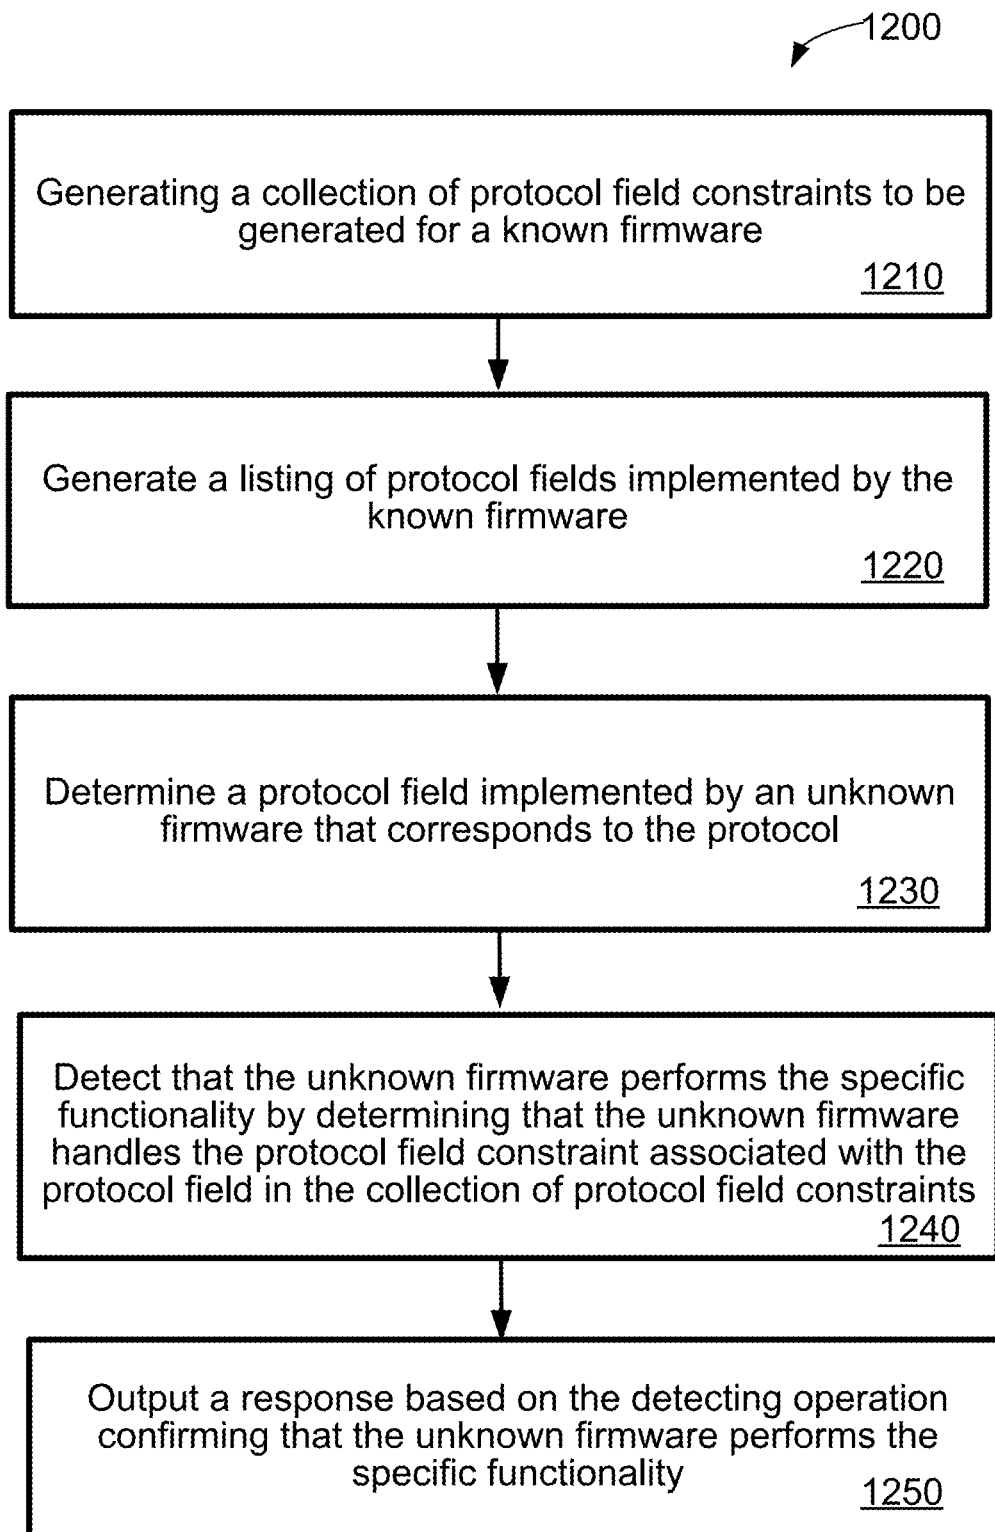 1200
Generating a collection of protocol field constraints to be
generated for a known firmware
1210
Generate a listing of protocol fields implemented by the
known firmware
1220
Determine a protocol field implemented by an unknown
firmware that corresponds to the protocol
1230
Detect that the unknown firmware performs the specific
functionality by determining that the unknown firmware
handles the protocol field constraint associated with the
protocol field in the collection of protocol field constraints
1240
Output a response based on the detecting operation
confirming that the unknown firmware performs the
specific functionality
1250